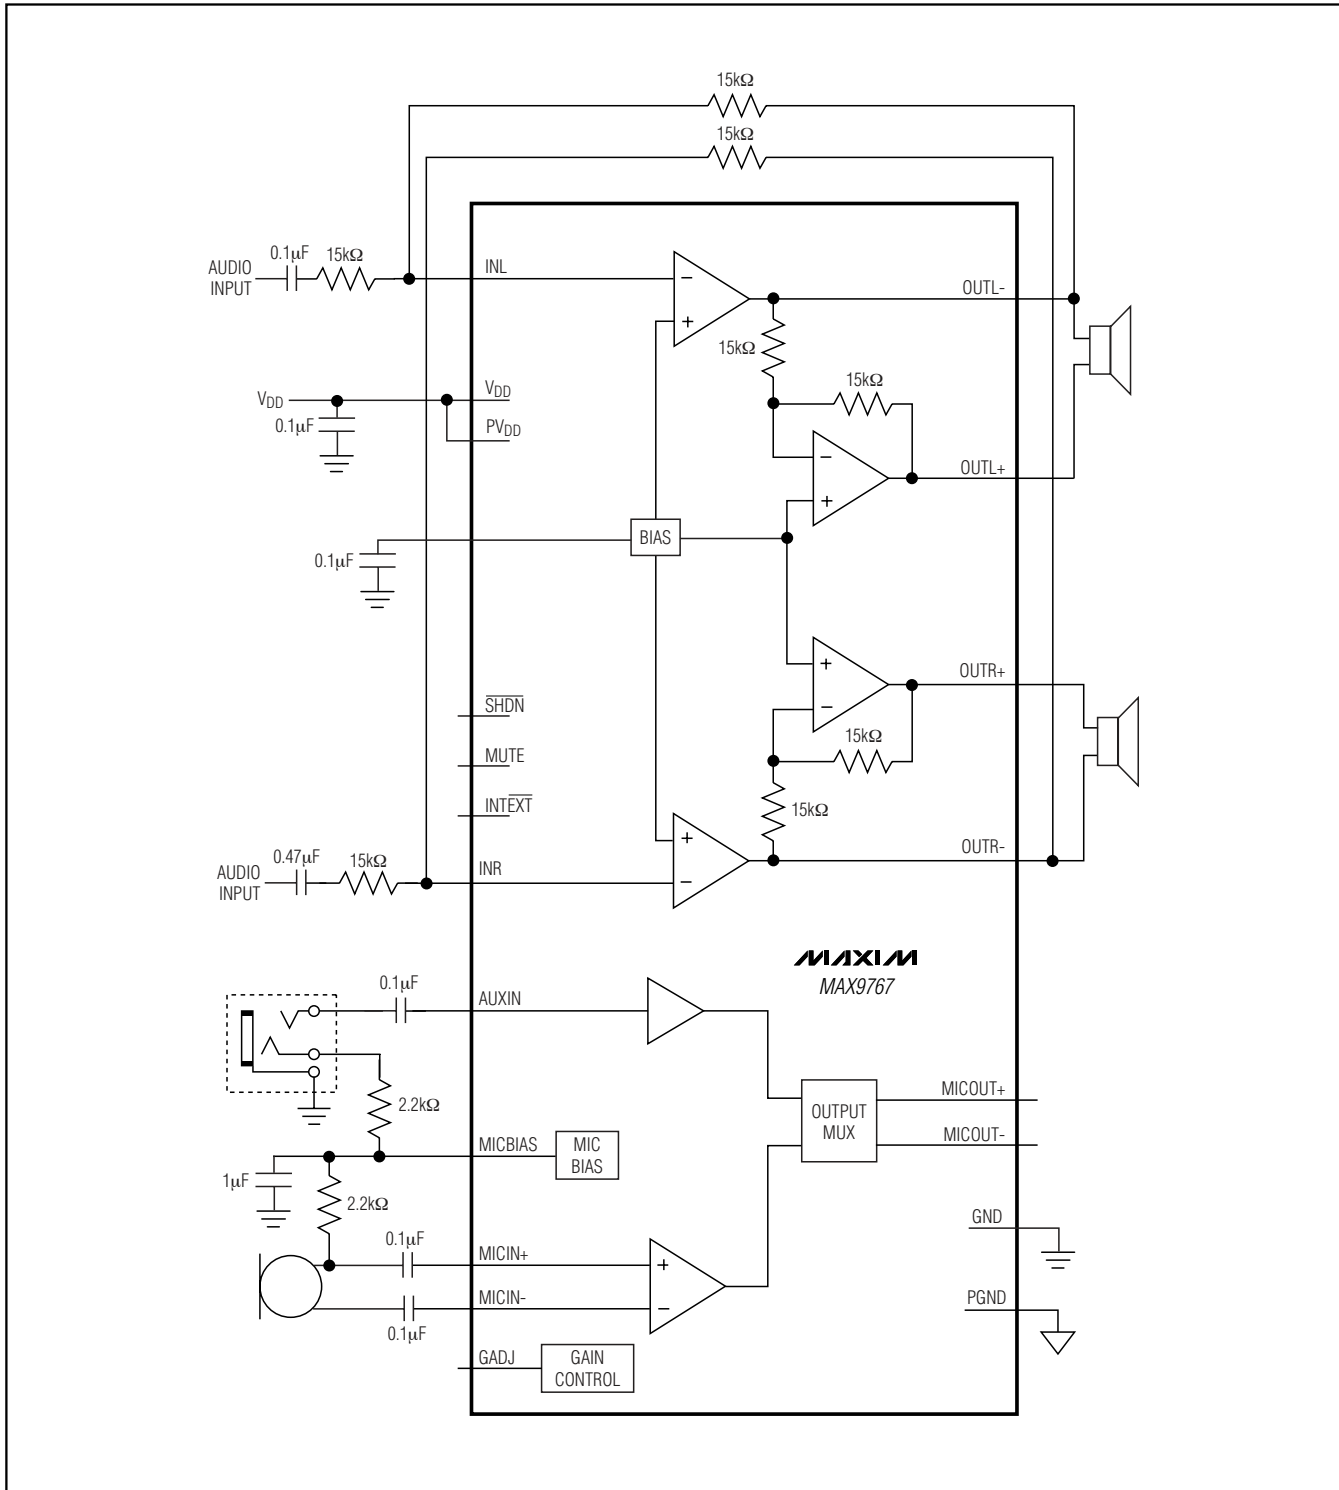 15kΩ
15kΩ
0.1µF
15kΩ
AUDIO
INPUT
INL
−
+
OUTL-
15kΩ
15kΩ
VDD
VDD
0.1µF
PVDD
−
+
OUTL+
BIAS
0.1µF
+
−
OUTR+
SHDN
MUTE
15kΩ
INTEXT
15kΩ
+
−
OUTR-
0.47µF
15kΩ
AUDIO
INPUT
INR
MAXIM
MAX9767
0.1µF
AUXIN
2.2kΩ
OUTPUT
MUX
MICOUT+
MICOUT-
MICBIAS
MIC
BIAS
1µF
2.2kΩ
GND
0.1µF
MICIN+
+
MICIN-
−
0.1µF
PGND
GADJ
GAIN
CONTROL